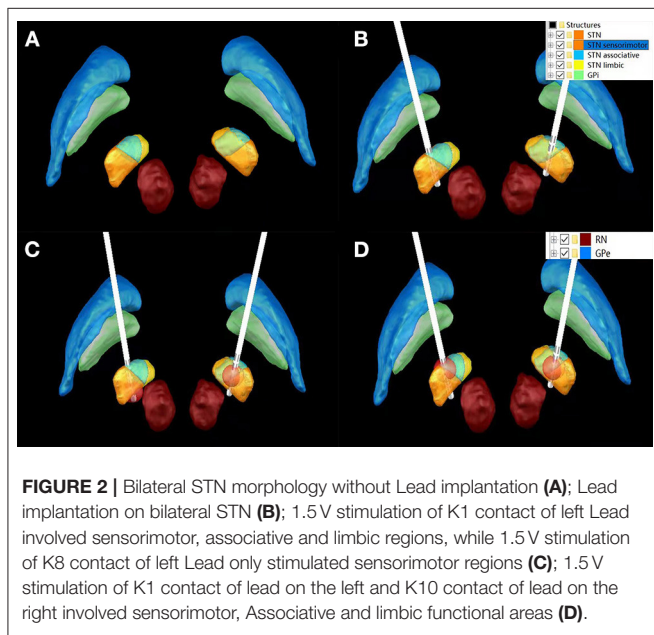 A
B
Structures
STN
STN sensorimotor
STN associative
STN limbic
GPi
C
D
RN
GPe
FIGURE 2 | Bilateral STN morphology without Lead implantation (A); Lead
implantation on bilateral STN (B); 1.5 V stimulation of K1 contact of left Lead
involved sensorimotor, associative and limbic regions, while 1.5 V stimulation
of K8 contact of left Lead only stimulated sensorimotor regions (C); 1.5 V
stimulation of K1 contact of lead on the left and K10 contact of lead on the
right involved sensorimotor, Associative and limbic functional areas (D).